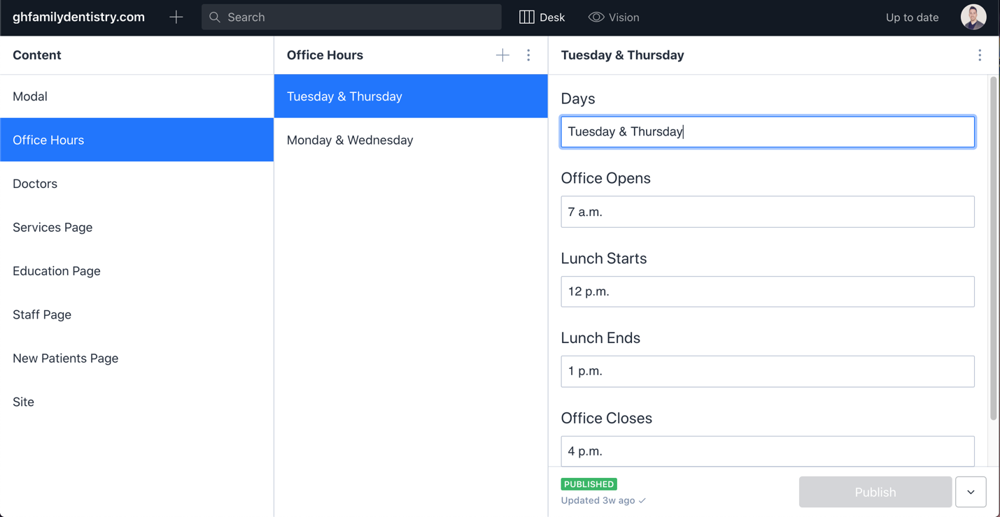 ghfamilydentistry.com
Search
Desk
Vision
Up to date
Content
Modal
Office Hours
Doctors
Services Page
Education Page
Staff Page
New Patients Page
Site
Office Hours
Tuesday & Thursday
Monday & Wednesday
Tuesday & Thursday
Days
Tuesday & Thursday
Office Opens
7 a.m.
Lunch Starts
12 p.m.
Lunch Ends
1 p.m.
Office Closes
4 p.m.
PUBLISHED
Updated 3w ago
Publish